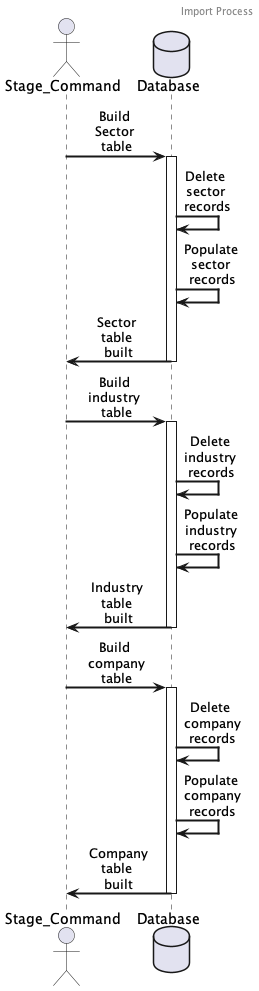 Import Process
Stage_Command
Database
Build
Sector
table
Delete
sector
records
Populate
sector
records
Sector
table
built
Build
industry
table
Delete
industry
records
Populate
industry
records
Industry
table
built
Build
company
table
Delete
company
records
Populate
company
records
Company
table
built
Stage_Command
Database